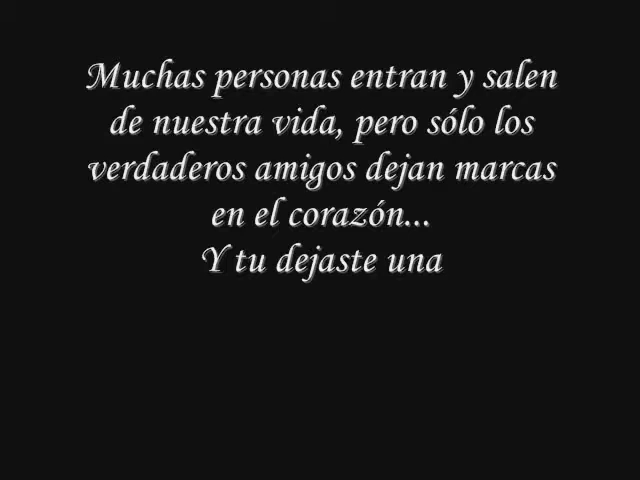 Muchas personas entran y salen
de nuestra vida, pero sólo los
verdaderos amigos dejan marcas
en el corazón...
Y tu dejaste una